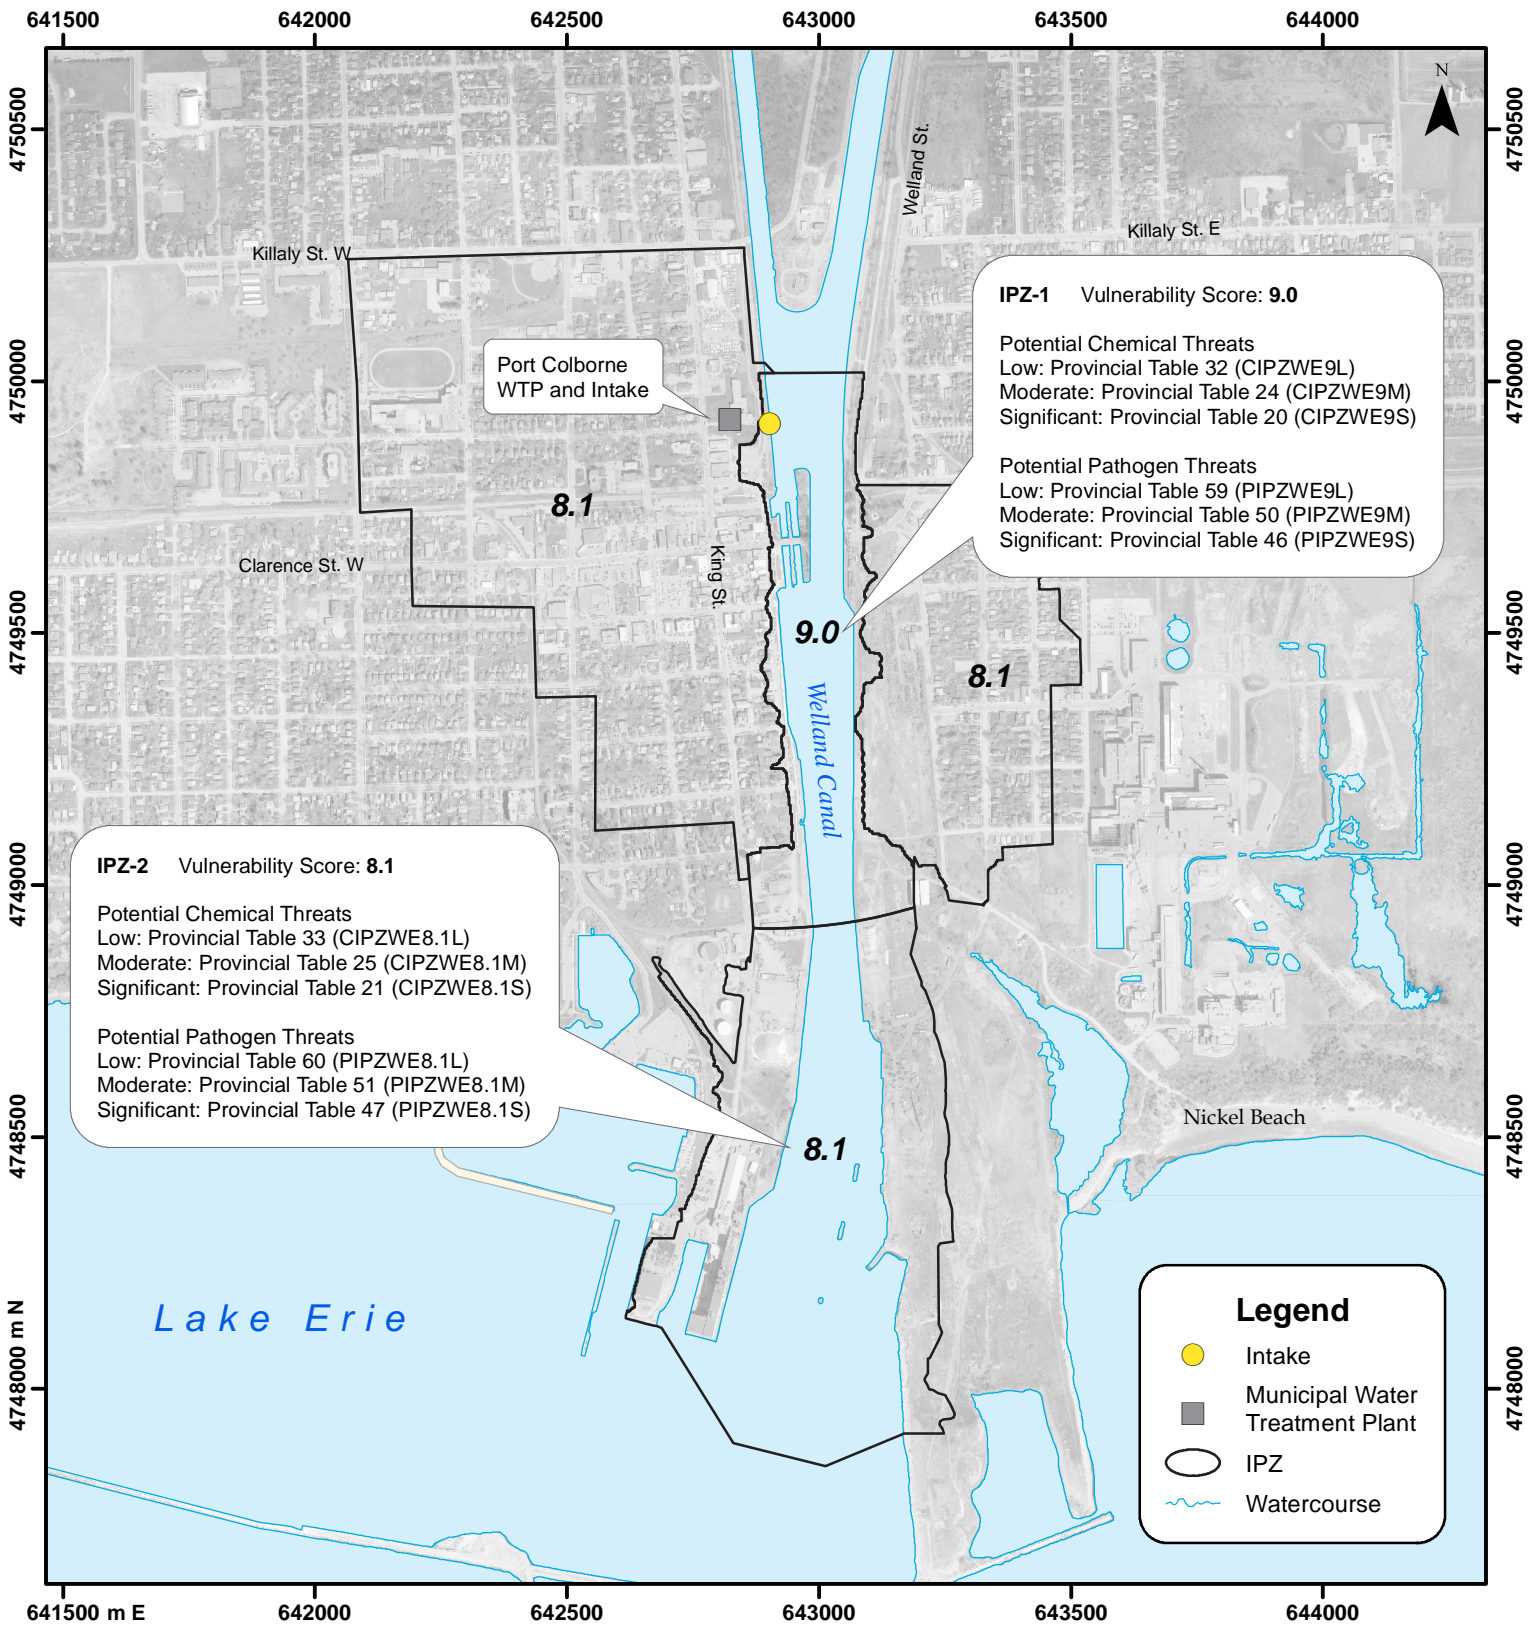 641500
642000
642500
643000
643500
644000
N
4750500
4750500
Welland St.
Killaly St. E
Killaly St. W
IPZ-1 Vulnerability Score: 9.0
Potential Chemical Threats
Low: Provincial Table 32 (CIPZWE9L)
Moderate: Provincial Table 24 (CIPZWE9M)
Significant: Provincial Table 20 (CIPZWE9S)
Potential Pathogen Threats
Low: Provincial Table 59 (PIPZWE9L)
Moderate: Provincial Table 50 (PIPZWE9M)
Significant: Provincial Table 46 (PIPZWE9S)
Port Colborne
WTP and Intake
4750000
4750000
8.1
Clarence St. W
King St.
9.0
4749500
4749500
8.1
Welland Canal
IPZ-2 Vulnerability Score: 8.1
Potential Chemical Threats
Low: Provincial Table 33 (CIPZWE8.1L)
Moderate: Provincial Table 25 (CIPZWE8.1M)
Significant: Provincial Table 21 (CIPZWE8.1S)
Potential Pathogen Threats
Low: Provincial Table 60 (PIPZWE8.1L)
Moderate: Provincial Table 51 (PIPZWE8.1M)
Significant: Provincial Table 47 (PIPZWE8.1S)
4749000
4749000
Nickel Beach
8.1
4748500
4748500
Lake Erie
Legend
Intake
Municipal Water
Treatment Plant
IPZ
Watercourse
4748000 m N
4748000
641500 m E
642000
642500
643000
643500
644000